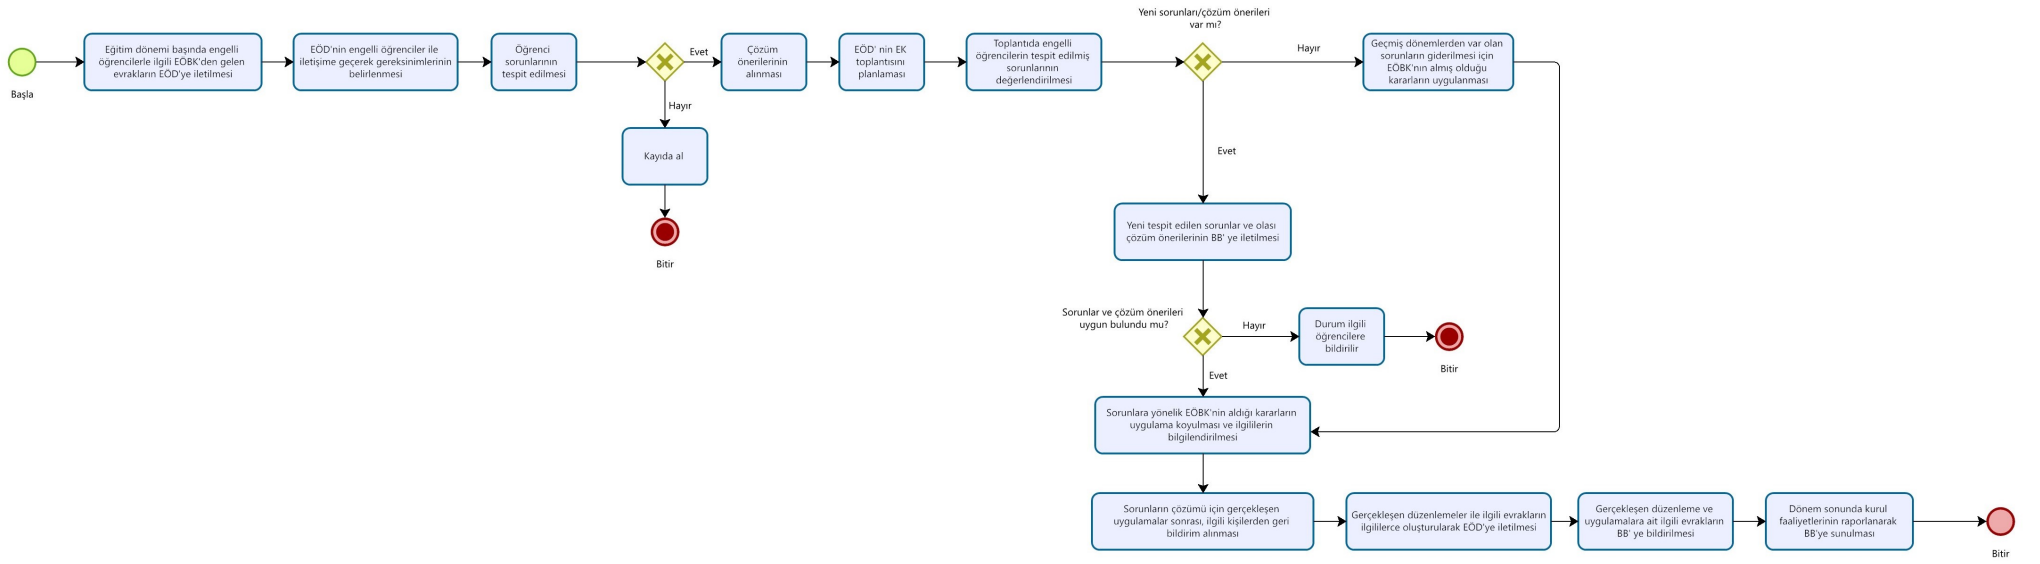 Başla
Eğitim dönemi başında engelli
öğrencilerle ilgili EÖBK'den gelen
evrakların EÖD'ye iletilmesi
EÖD'nin engelli öğrenciler ile
iletişime geçerek gereksinimlerinin
belirlenmesi
Öğrenci
sorunlarının
tespit edilmesi
Evet
Hayır
Kayıda al
Bitir
Çözüm
önerilerinin
alınması
EÖD' nin EK
toplantısını
planlaması
Toplantıda engelli
öğrencilerin tespit edilmiş
sorunlarının
değerlendirilmesi
Yeni sorunları/çözüm önerileri
var mı?
Hayır
Geçmiş dönemlerden var olan
sorunların giderilmesi için
EÖBK'nın almış olduğu
kararların uygulanması
Evet
Yeni tespit edilen sorunlar ve olası
çözüm önerilerinin BB' ye iletilmesi
Sorunlar ve çözüm önerileri
uygun bulundu mu?
Hayır
Durum ilgili
öğrencilere
bildirilir
Bitir
Evet
Sorunlara yönelik EÖBK'nin aldığı kararların
uygulama koyulması ve ilgililerin
bilgilendirilmesi
Sorunların çözümü için gerçekleşen
uygulamalar sonrası, ilgili kişilerden geri
bildirim alınması
Gerçekleşen düzenlemeler ile ilgili evrakların
ilgililerce oluşturularak EÖD'ye iletilmesi
Gerçekleşen düzenleme ve
uygulamalara ait ilgili evrakların
BB' ye bildirilmesi
Dönem sonunda kurul
faaliyetlerinin raporlanarak
BB'ye sunulması
Bitir